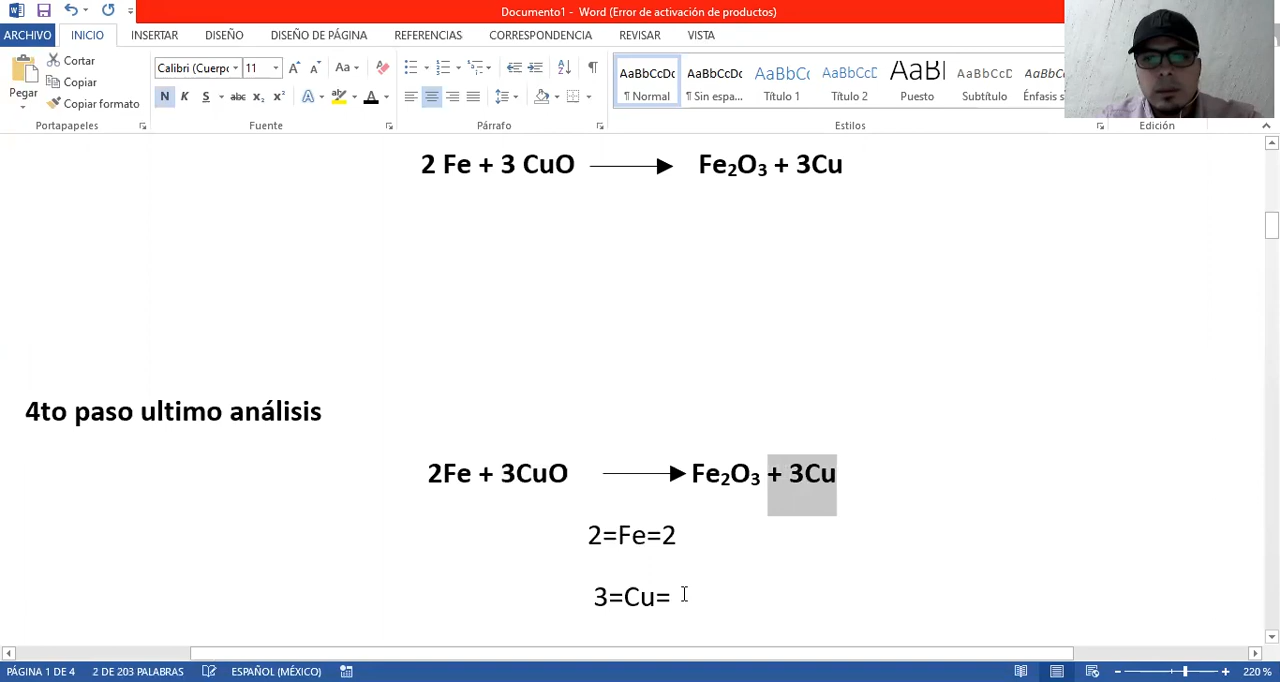 Documento1 - Word (Error de activación de productos)
ARCHIVO INICIO INSERTAR DISEÑO DISEÑO DE PÁGINA REFERENCIAS CORRESPONDENCIA REVISAR VISTA
Pegar
Cortar
Copiar
Copiar formato
Portapapeles
Calibri (Cuerpo 11
N K S abc x₂ x² A A
Fuente
Párrafo
AaBbCcDc AaBbCcDc AaBbCc AaBbCcD AaBl AaBbCcD AaBbCc
¶ Normal ¶ Sin espa... Título 1 Título 2 Puesto Subtítulo Énfasis s
Estilos
Edición
2 Fe + 3 CuO Fe₂O₃ + 3Cu
4to paso ultimo análisis
2Fe + 3CuO Fe₂O₃ + 3Cu
2=Fe=2
3=Cu=
PÁGINA 1 DE 4 2 DE 203 PALABRAS ESPAÑOL (MÉXICO) 220 %